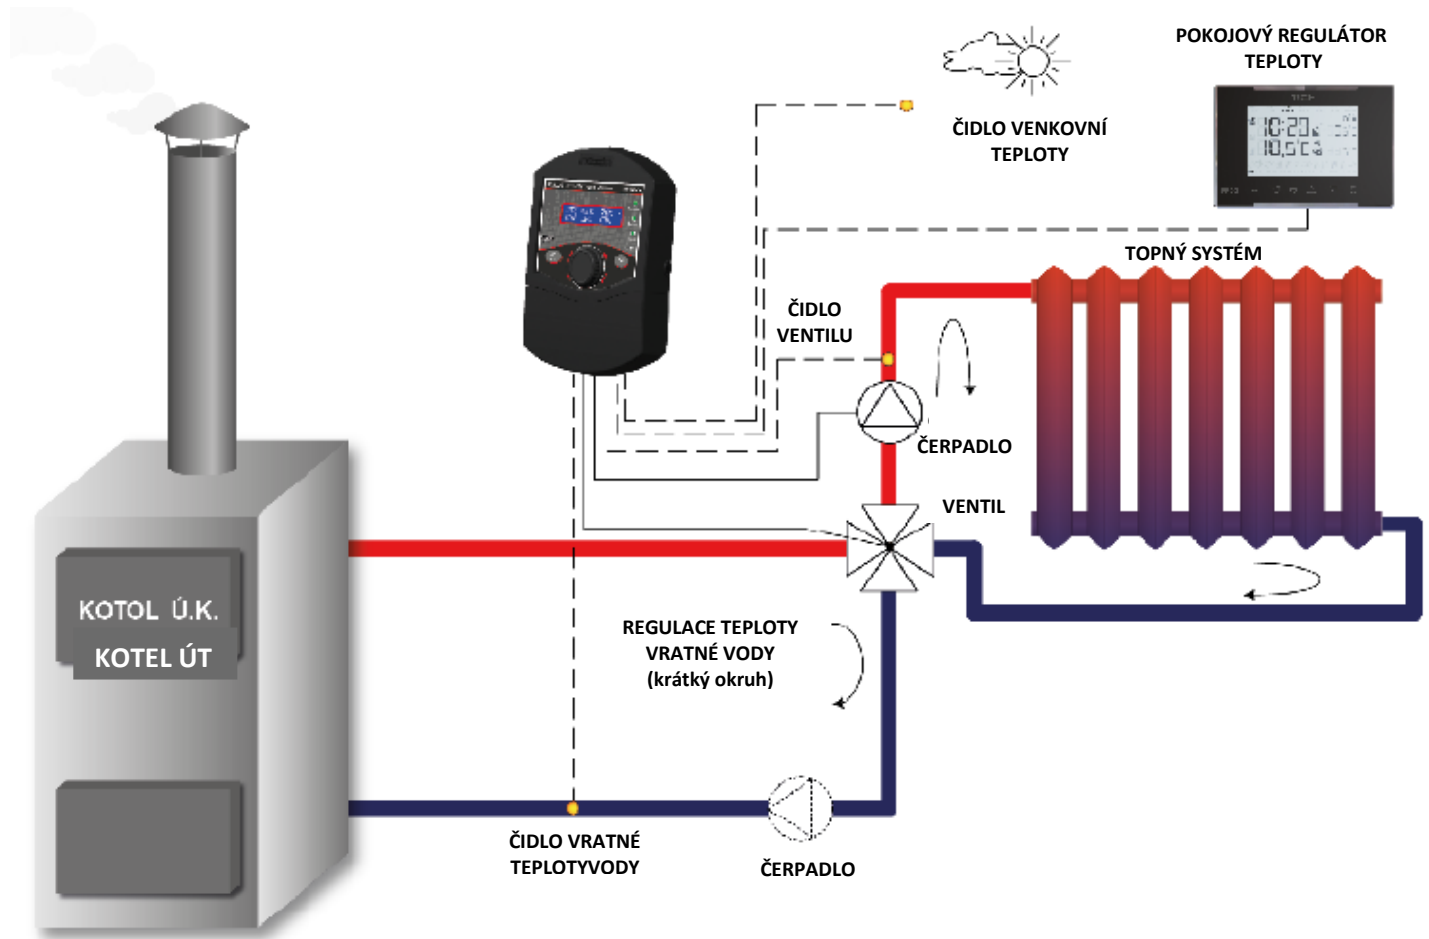 POKOJOVÝ REGULÁTOR
TEPLOTY
10:20
10,5°C
ČIDLO VENKOVNÍ
TEPLOTY
TOPNÝ SYSTÉM
ČIDLO
VENTILU
ČERPADLO
VENTIL
KOTOL Ú.K.
KOTEL ÚT
REGULACE TEPLOTY
VRATNÉ VODY
(krátký okruh)
ČIDLO VRATNÉ
TEPLOTYVODY
ČERPADLO